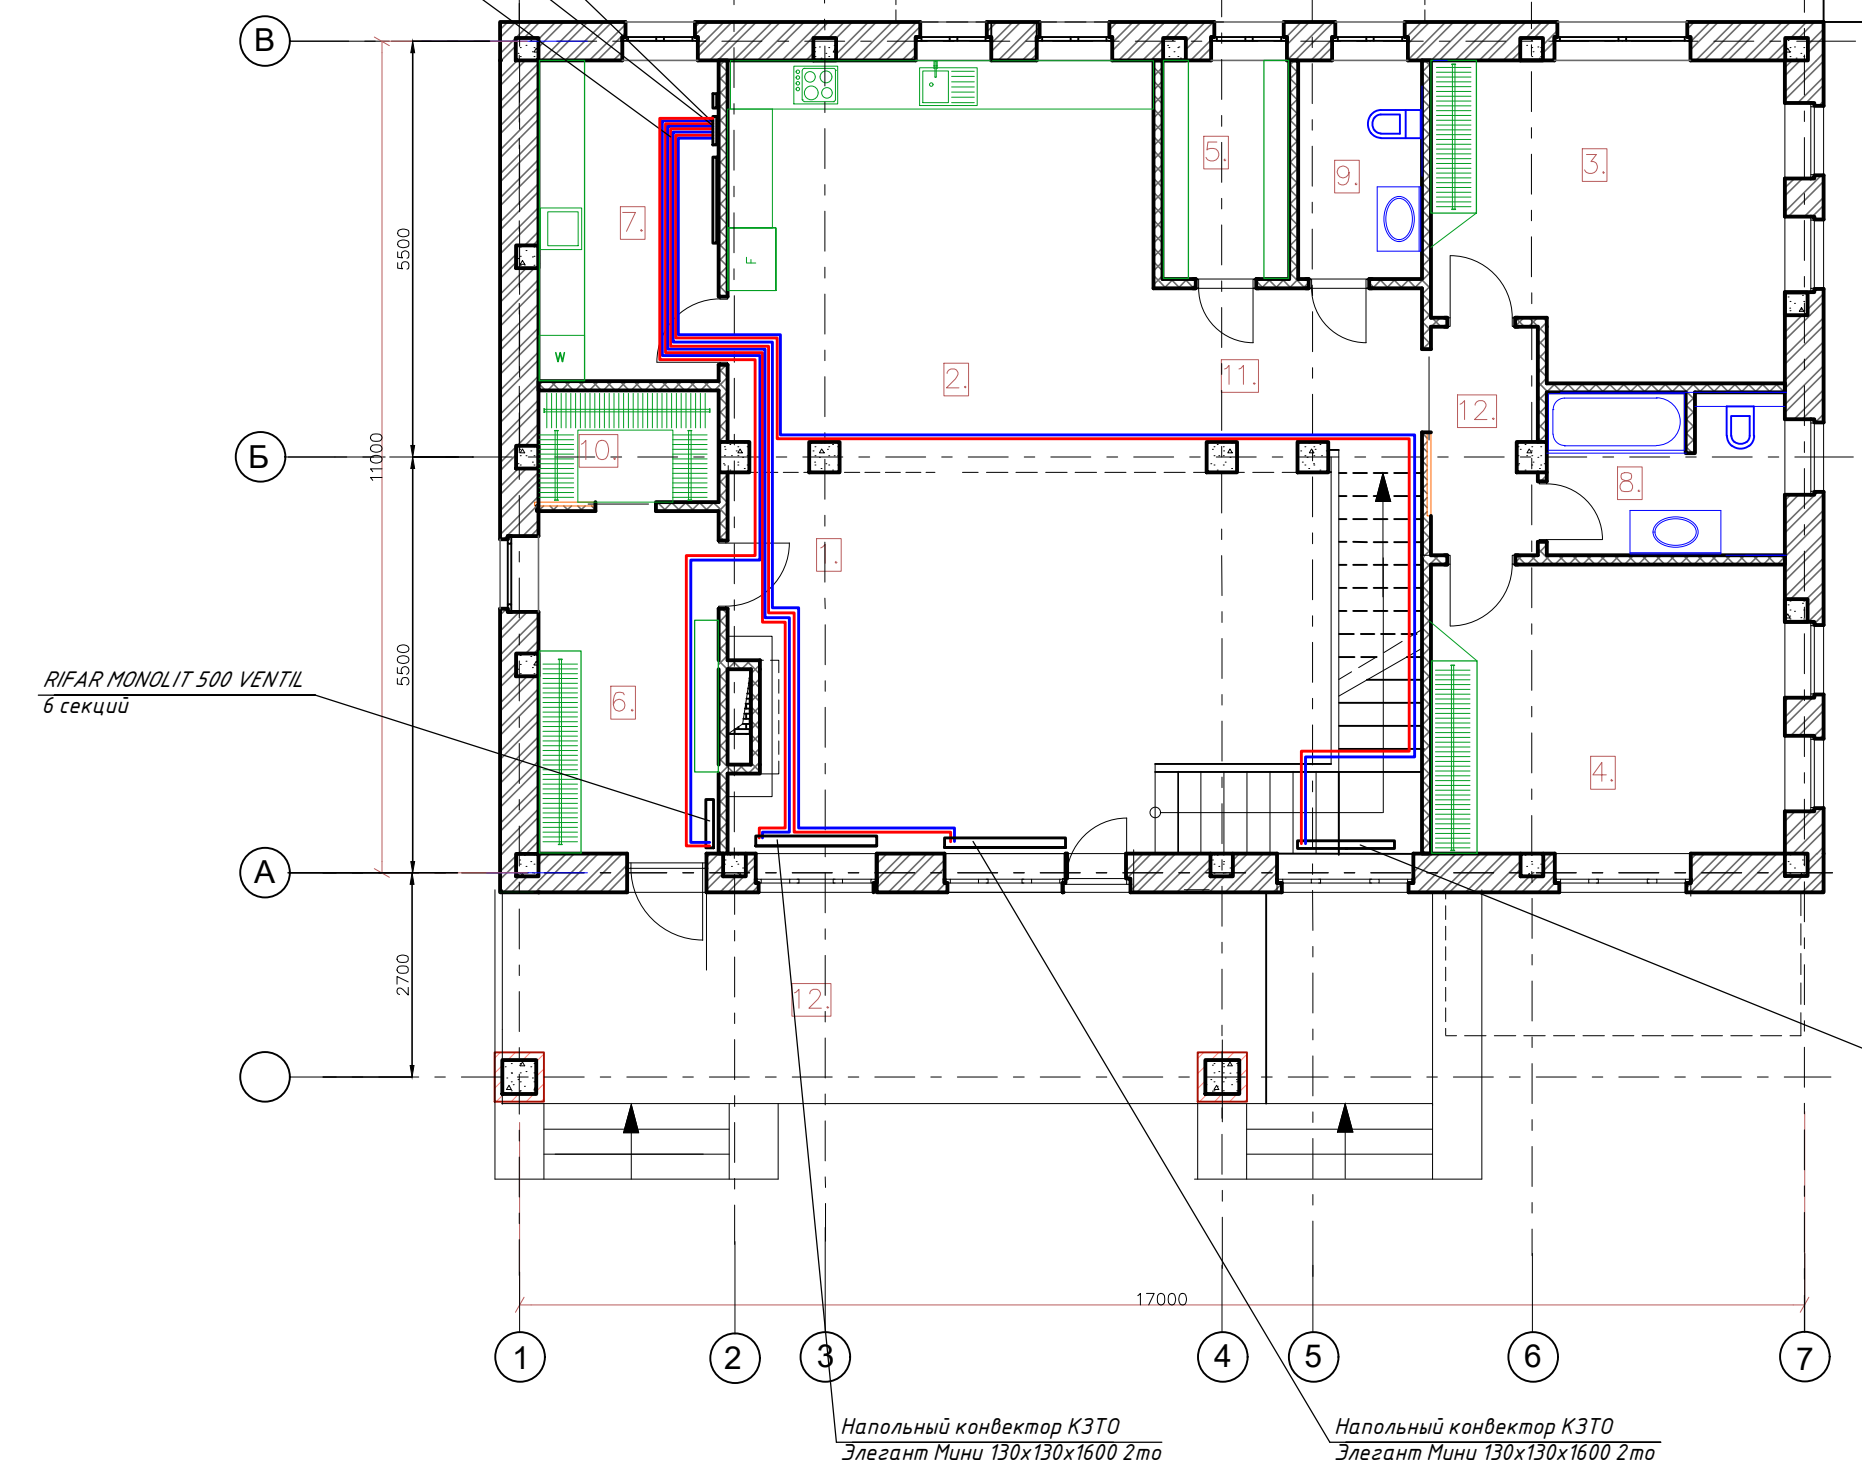 В
5.
3.
9.
7.
5500
F
W
2.
11.
12.
11000
10.
Б
8.
1.
5500
RIFAR MONOLIT 500 VENTIL
6 секций
6.
4.
А
2700
12.
17000
1
2
3
4
5
6
7
Напольный конвектор КЗТО
Элегант Мини 130х130х1600 2то
Напольный конвектор КЗТО
Элегант Мини 130х130х1600 2то